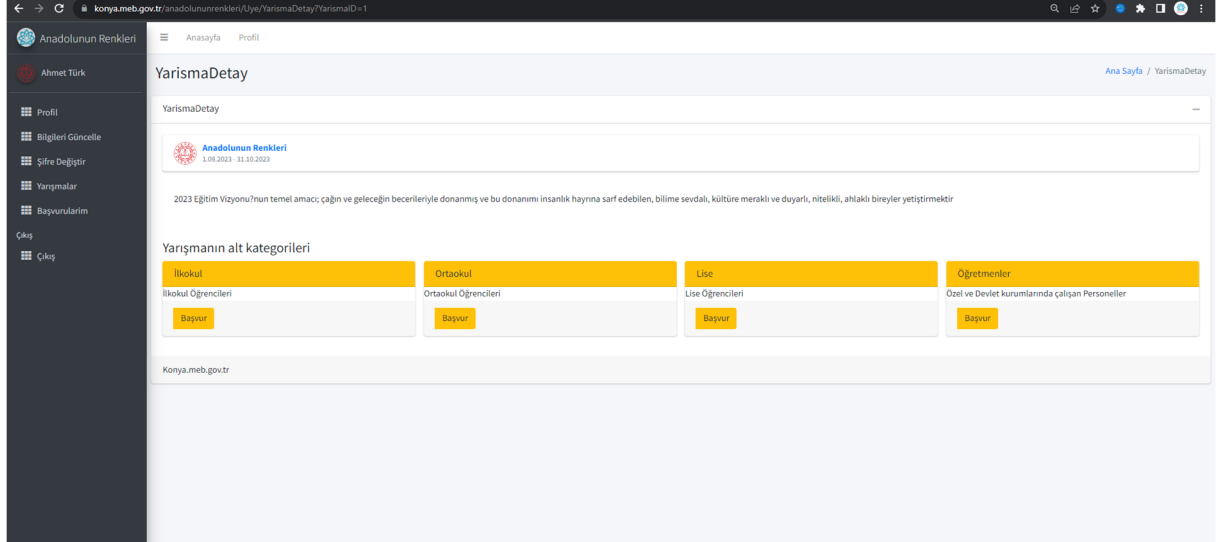 konya.meb.gov.tr/anadolununrenkleri/Uye/YarismaDetay?YarismaID=1
Anadolunun Renkleri
Anasayfa Profil
Ahmet Türk
YarismaDetay
Ana Sayfa / YarismaDetay
Profil
Bilgileri Güncelle
Şifre Değiştir
Yarışmalar
Başvurularim
Çıkış
Çıkış
YarismaDetay
Anadolunun Renkleri
1.09.2023 - 31.10.2023
2023 Eğitim Vizyonu?nun temel amacı; çağın ve geleceğin becerileriyle donanmış ve bu donanımı insanlık hayrına sarf edebilen, bilime sevdalı, kültüre meraklı ve duyarlı, nitelikli, ahlaklı bireyler yetiştirmektir
Yarışmanın alt kategorileri
İlkokul
İlkokul Öğrencileri
Başvur
Ortaokul
Ortaokul Öğrencileri
Başvur
Lise
Lise Öğrencileri
Başvur
Öğretmenler
Özel ve Devlet kurumlarında çalışan Personeller
Başvur
Konya.meb.gov.tr